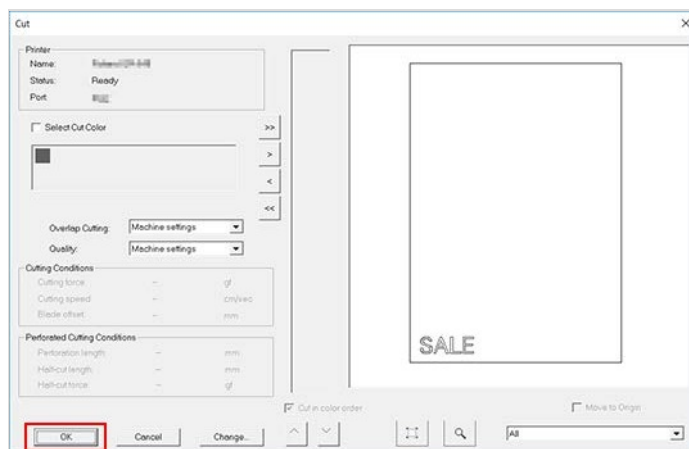 Cut
Printer
Name:
Status: Ready
Port:
Select Cut Color
>>
>
<
<<
Overlap Cutting: Machine settings
Quality: Machine settings
Cutting Conditions
Cutting force: -- gf
Cutting speed: -- cm/sec
Blade offset: -- mm
Perforated Cutting Conditions
Perforation length: -- mm
Half-cut length: -- mm
Half-cut force: -- gf
SALE
Cut in color order
Move to Origin
OK Cancel Change... All